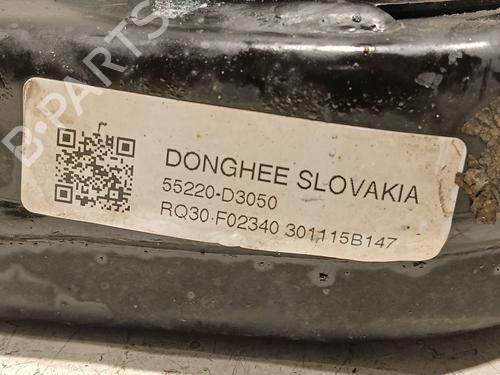 B-PARTS
DONGHEE SLOVAKIA
55220-D3050
RQ30 F02340 301115B147